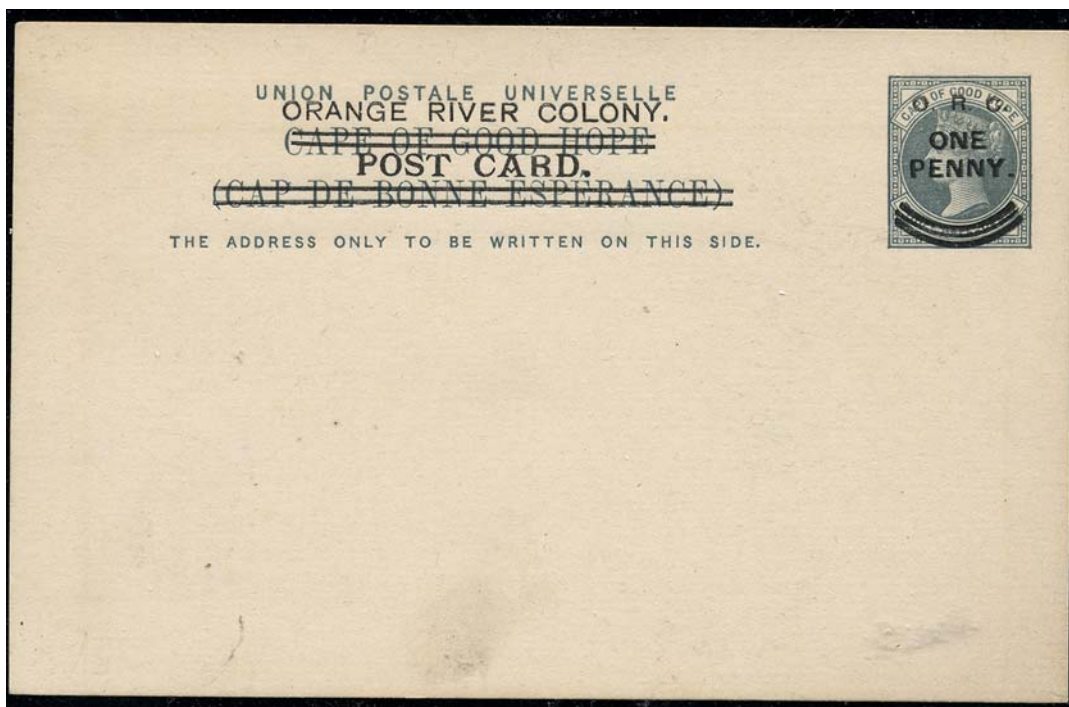 UNION POSTALE UNIVERSELLE
ORANGE RIVER COLONY.
CAPE OF GOOD HOPE
POST CARD.
(CAP DE BONNE ESPÉRANCE)
THE ADDRESS ONLY TO BE WRITTEN ON THIS SIDE.
CAPE OF GOOD HOPE
O. R. C.
ONE
PENNY.